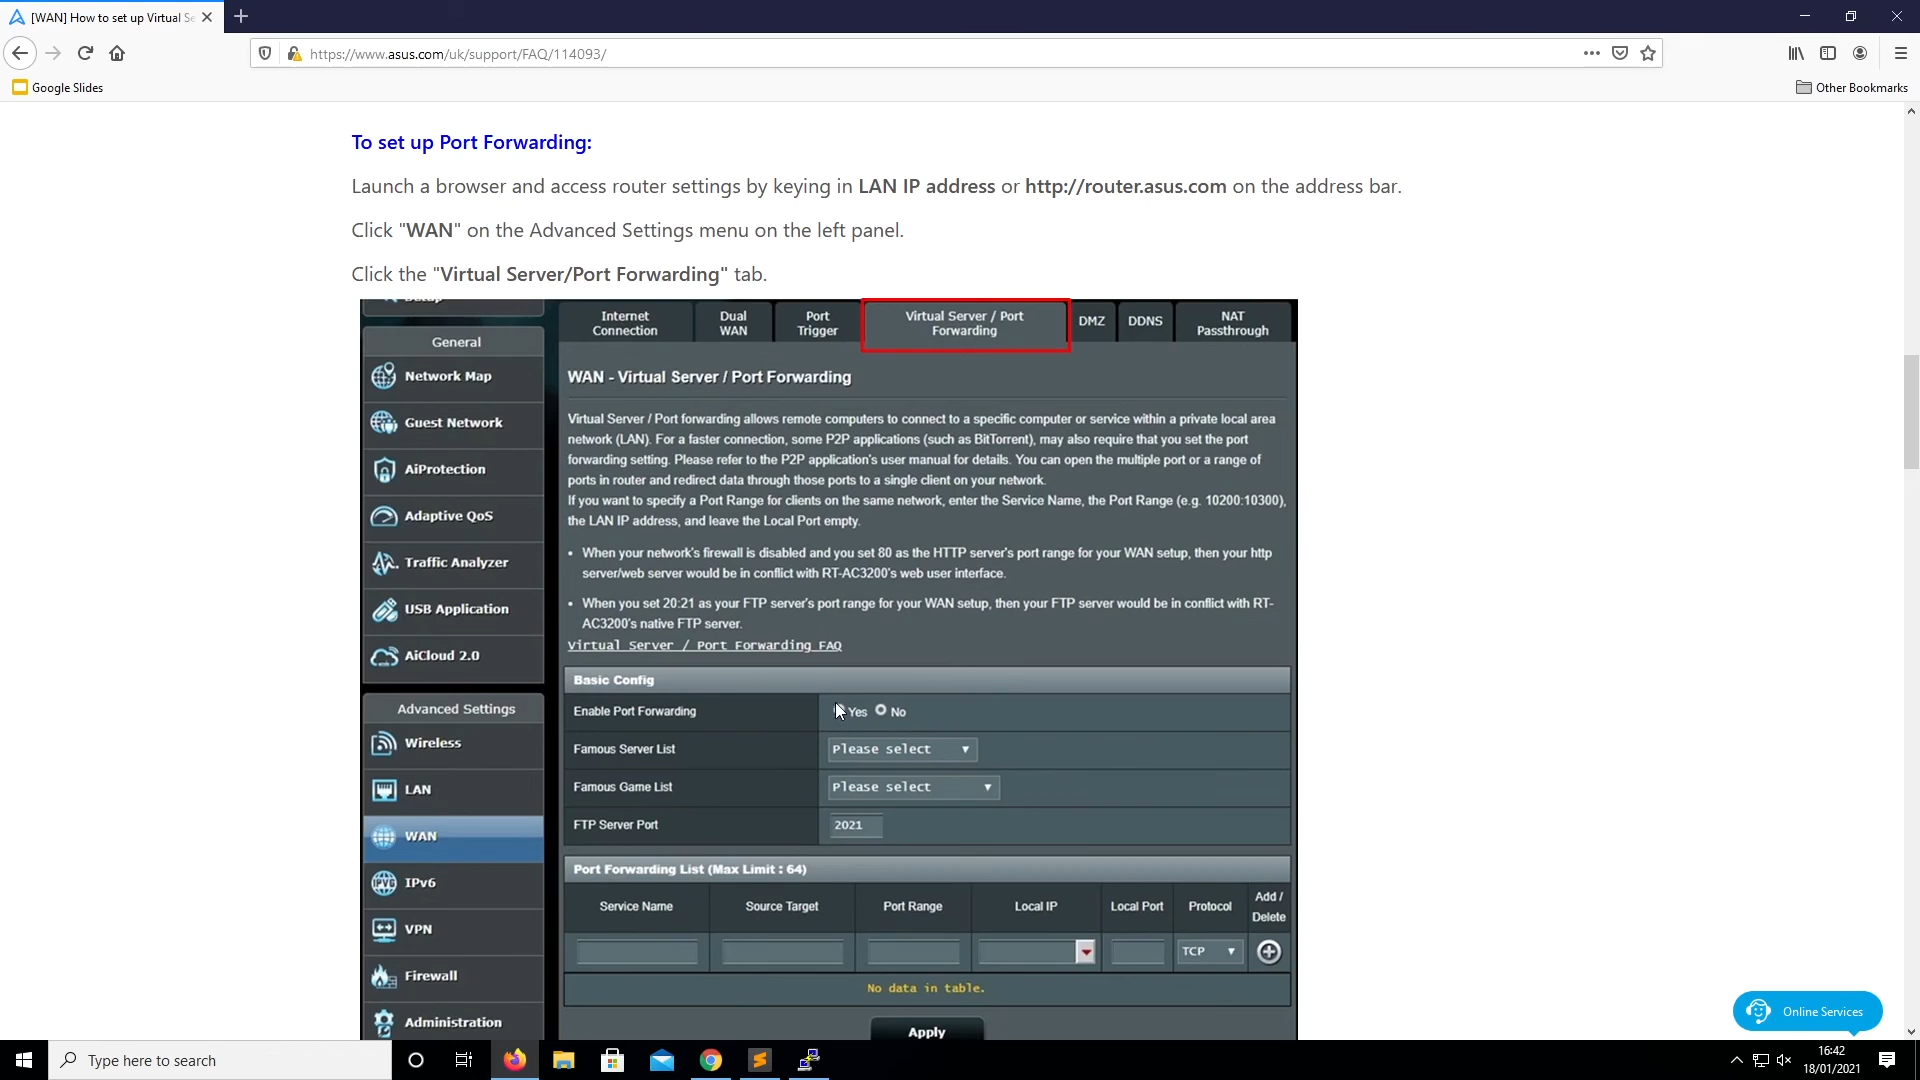 [WAN] How to set up Virtual Se
https://www.asus.com/uk/support/FAQ/114093/
Google Slides
Other Bookmarks
To set up Port Forwarding:
Launch a browser and access router settings by keying in LAN IP address or http://router.asus.com on the address bar.
Click "WAN" on the Advanced Settings menu on the left panel.
Click the "Virtual Server/Port Forwarding" tab.
General
Network Map
Guest Network
AiProtection
Adaptive QoS
Traffic Analyzer
USB Application
AiCloud 2.0
Advanced Settings
Wireless
LAN
WAN
IPv6
VPN
Firewall
Administration
Internet Connection
Dual WAN
Port Trigger
Virtual Server / Port Forwarding
DMZ
DDNS
NAT Passthrough
WAN - Virtual Server / Port Forwarding
Virtual Server / Port forwarding allows remote computers to connect to a specific computer or service within a private local area
network (LAN). For a faster connection, some P2P applications (such as BitTorrent), may also require that you set the port
forwarding setting. Please refer to the P2P application's user manual for details. You can open the multiple port or a range of
ports in router and redirect data through those ports to a single client on your network.
If you want to specify a Port Range for clients on the same network, enter the Service Name, the Port Range (e.g. 10200:10300),
the LAN IP address, and leave the Local Port empty.
• When your network's firewall is disabled and you set 80 as the HTTP server's port range for your WAN setup, then your http
server/web server would be in conflict with RT-AC3200's web user interface.
• When you set 20:21 as your FTP server's port range for your WAN setup, then your FTP server would be in conflict with RT-
AC3200's native FTP server.
Virtual Server / Port Forwarding FAQ
Basic Config
Enable Port Forwarding Yes No
Famous Server List Please select
Famous Game List Please select
FTP Server Port 2021
Port Forwarding List (Max Limit : 64)
Service Name Source Target Port Range Local IP Local Port Protocol Add / Delete
TCP
No data in table.
Apply
Online Services
Type here to search
16:42
18/01/2021